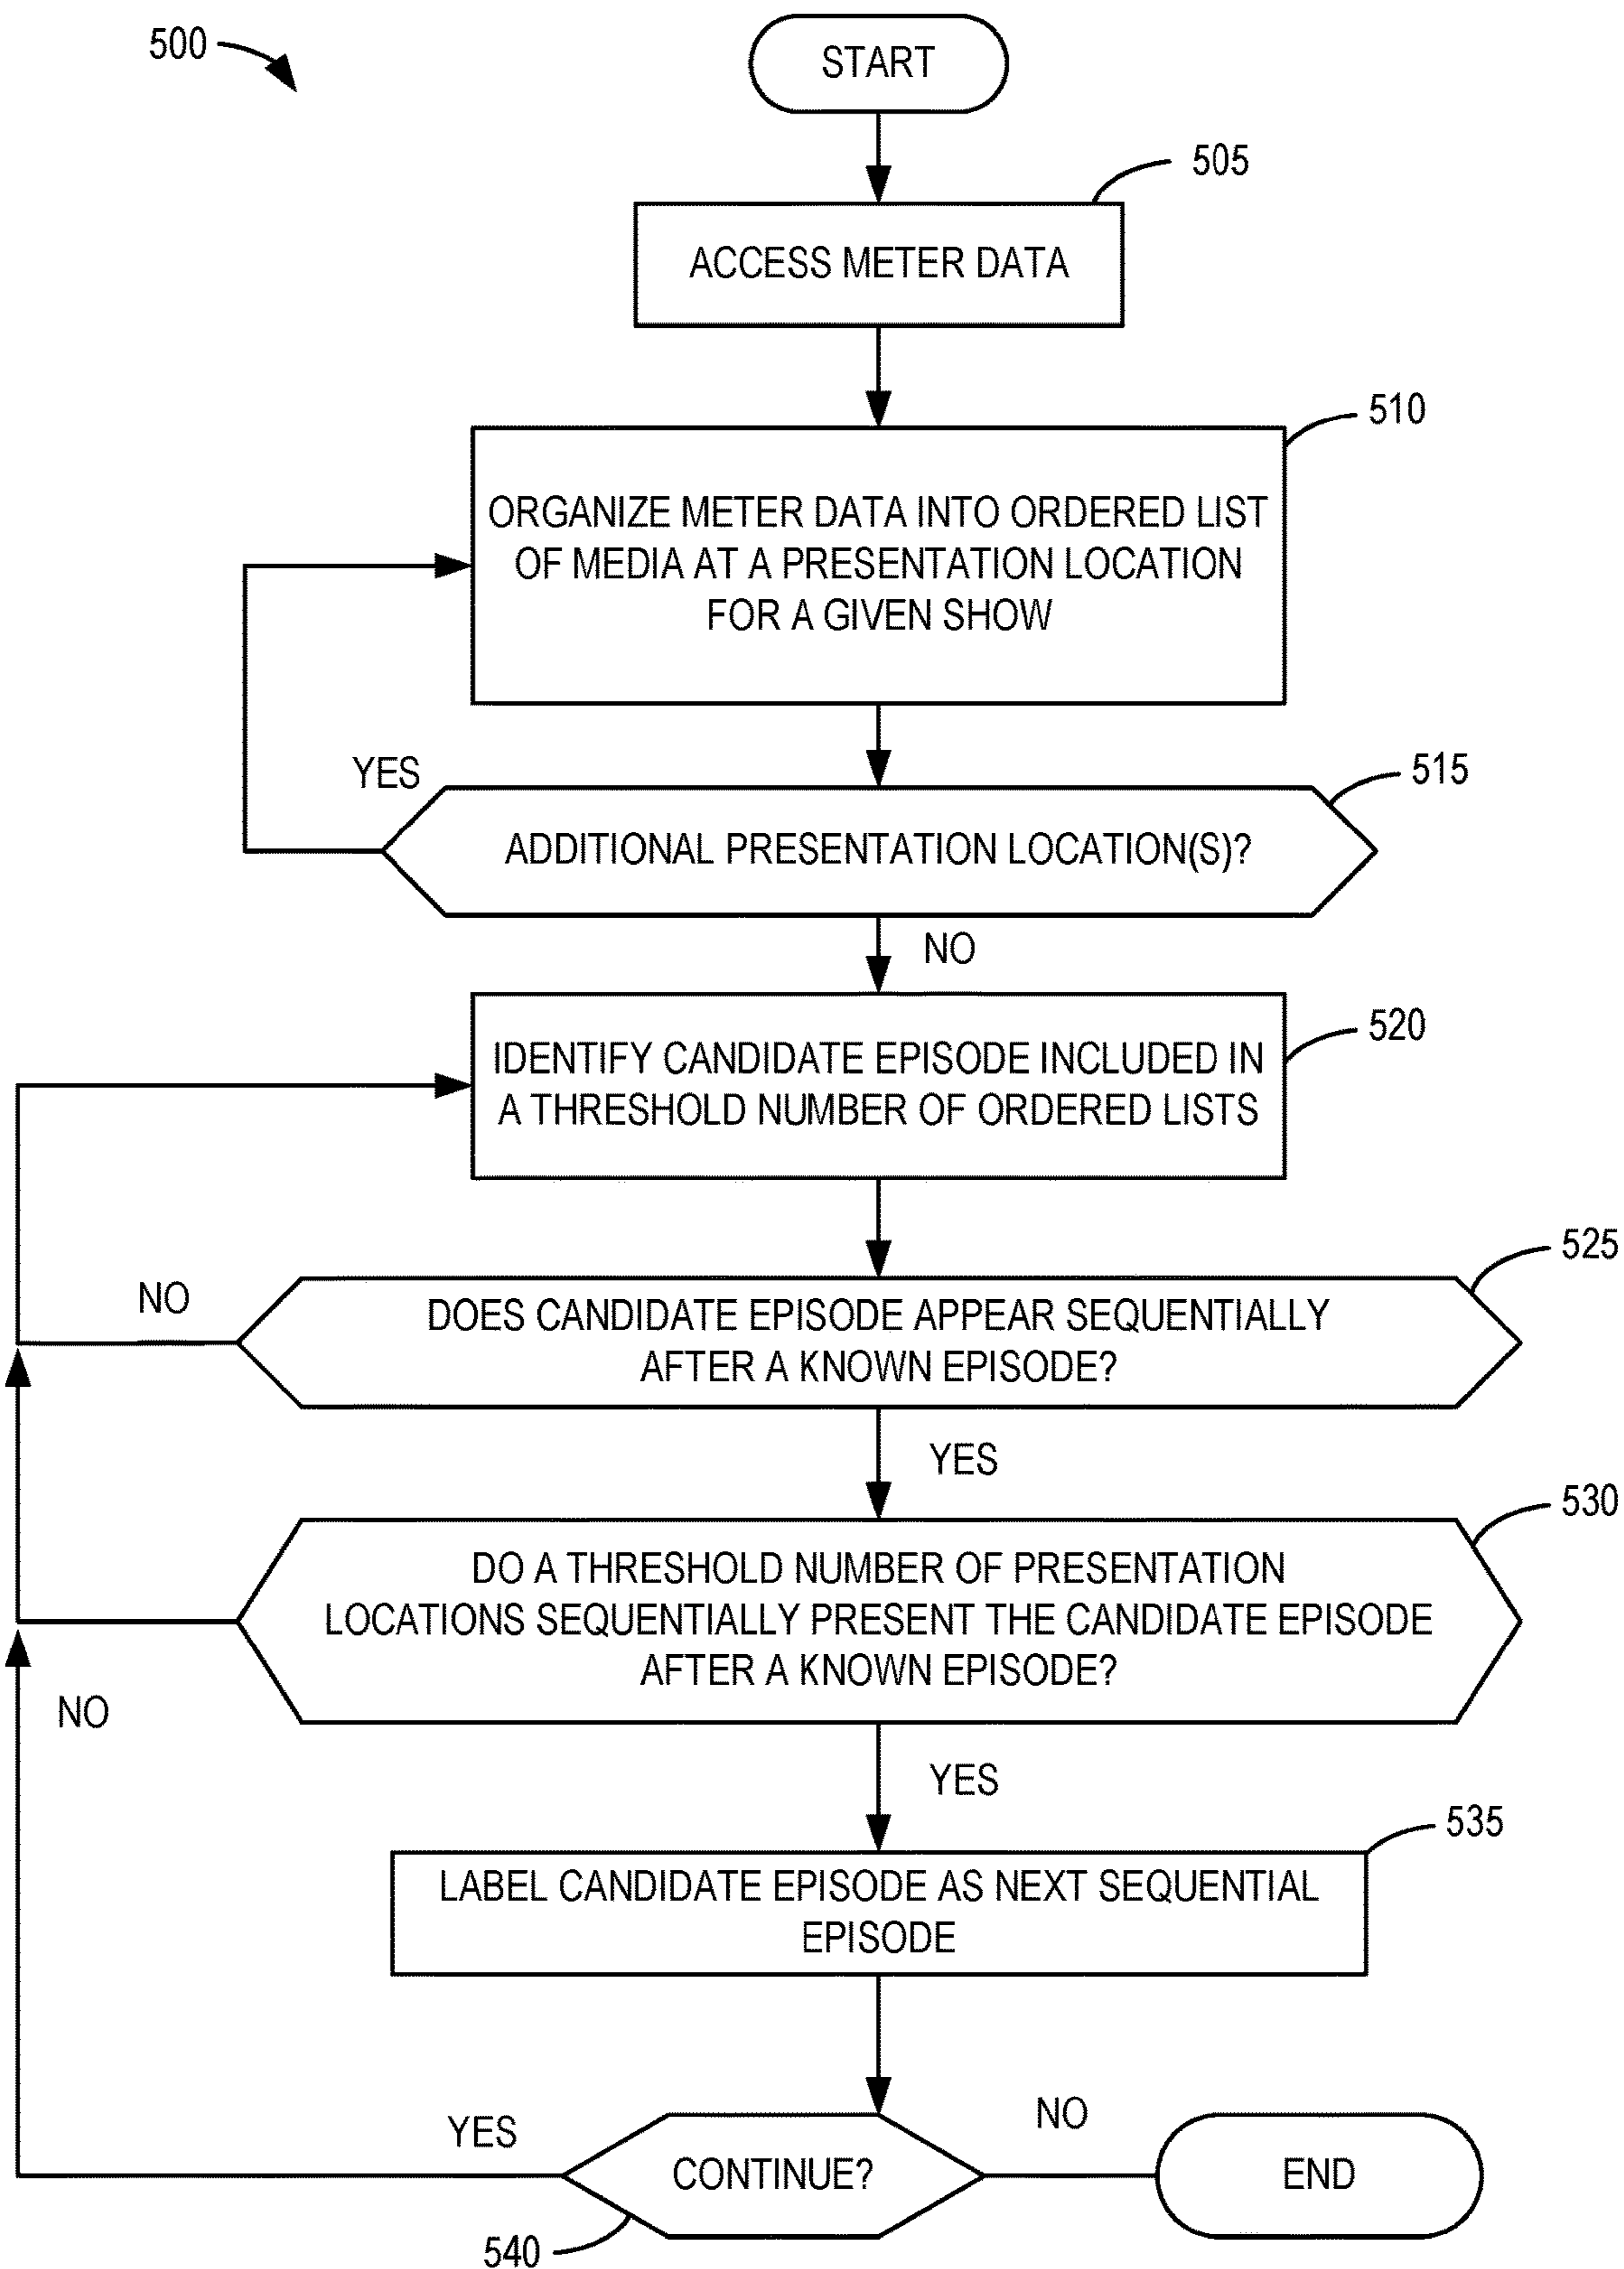 500
START
505
ACCESS METER DATA
510
ORGANIZE METER DATA INTO ORDERED LIST
OF MEDIA AT A PRESENTATION LOCATION
FOR A GIVEN SHOW
YES
515
ADDITIONAL PRESENTATION LOCATION(S)?
NO
520
IDENTIFY CANDIDATE EPISODE INCLUDED IN
A THRESHOLD NUMBER OF ORDERED LISTS
525
NO
DOES CANDIDATE EPISODE APPEAR SEQUENTIALLY
AFTER A KNOWN EPISODE?
YES
530
DO A THRESHOLD NUMBER OF PRESENTATION
LOCATIONS SEQUENTIALLY PRESENT THE CANDIDATE EPISODE
AFTER A KNOWN EPISODE?
NO
YES
535
LABEL CANDIDATE EPISODE AS NEXT SEQUENTIAL
EPISODE
YES
NO
CONTINUE?
END
540